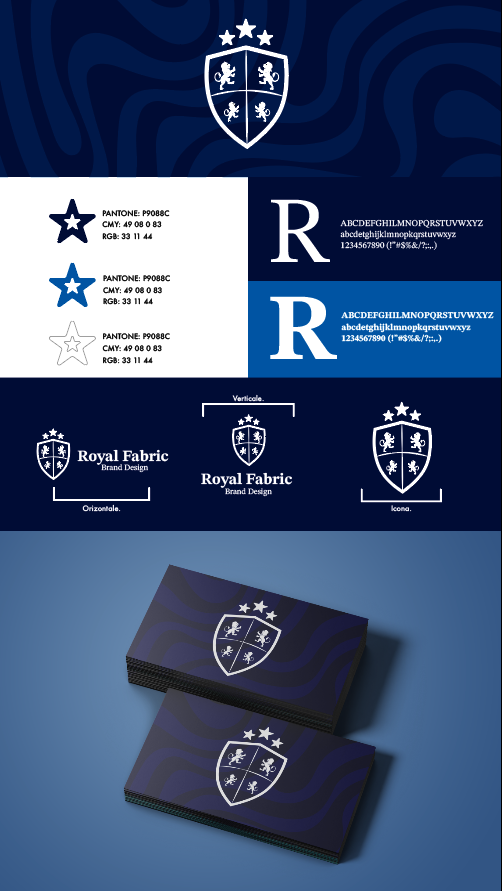 PANTONE: P9088C
CMY: 49 08 0 83
RGB: 33 11 44
PANTONE: P9088C
CMY: 49 08 0 83
RGB: 33 11 44
PANTONE: P9088C
CMY: 49 08 0 83
RGB: 33 11 44
R
ABCDEFGHILMNOPQRSTUVWXYZ
abcdetghijklmnopkqrstuvwxyz
1234567890 (!"#$%&/?;:,.)
R
ABCDEFGHILMNOPQRSTUVWXYZ
abcdetghijklmnopkqrstuvwxyz
1234567890 (!"#$%&/?;:,.)
Royal Fabric
Brand Design
Orizontale.
Verticale.
Royal Fabric
Brand Design
Icona.